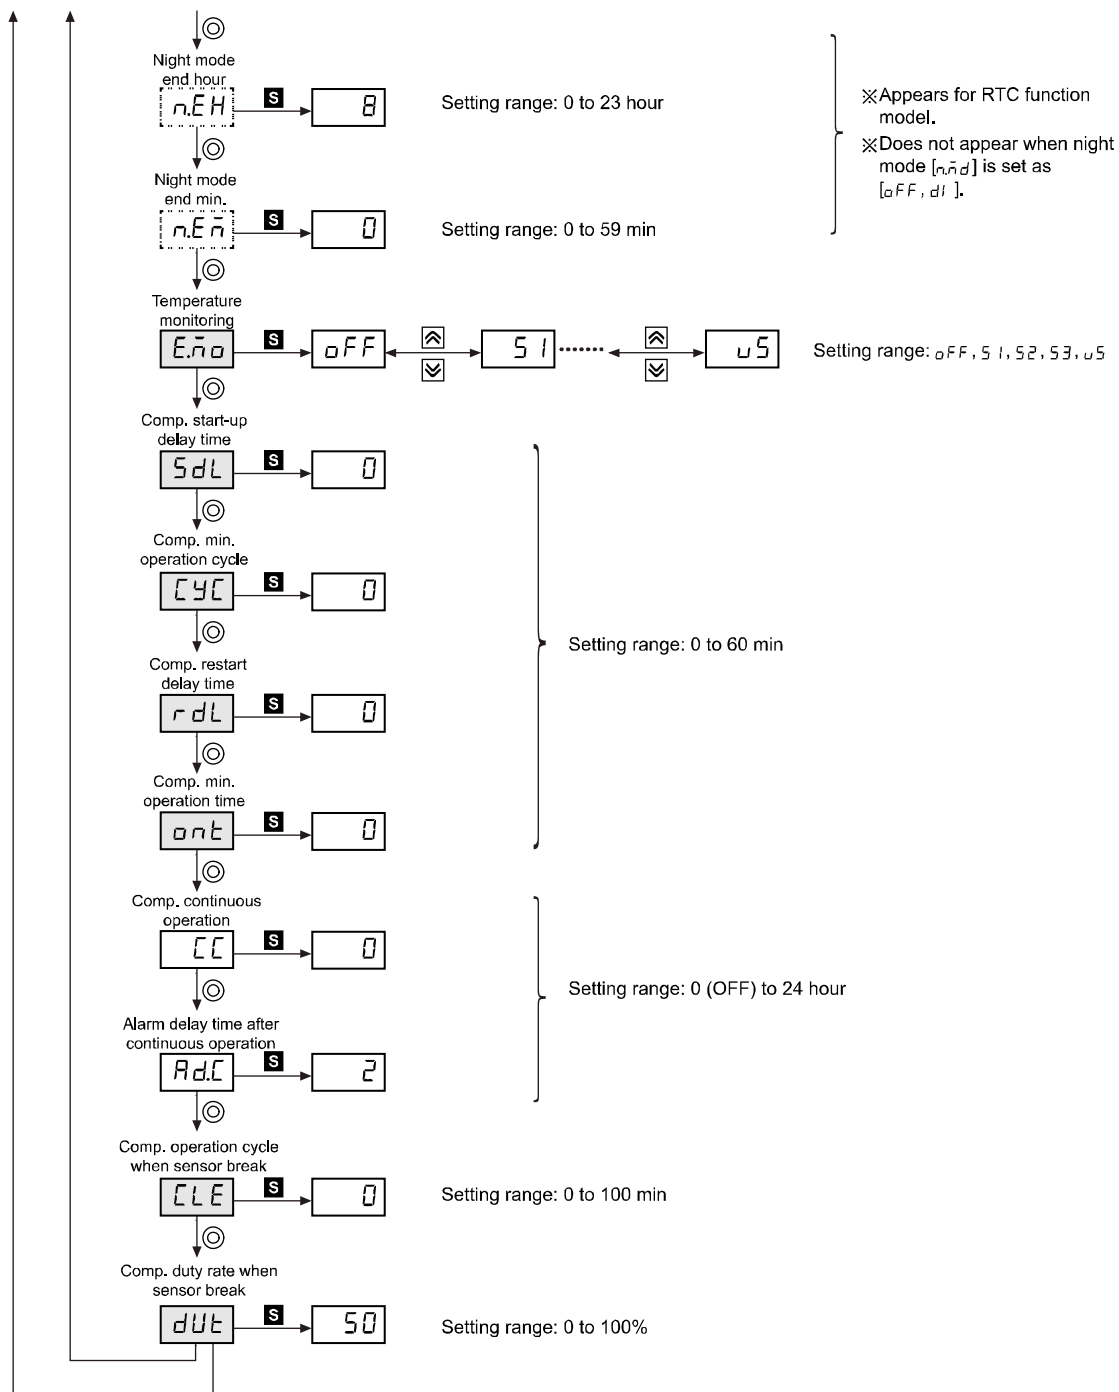 Night mode
end hour
n.EH
S
8
Setting range: 0 to 23 hour
※Appears for RTC function
model.
※Does not appear when night
mode [n.n̄d] is set as
[oFF, dI ].
Night mode
end min.
n.En̄
S
0
Setting range: 0 to 59 min
Temperature
monitoring
E.n̄o
S
oFF
S1
uS
Setting range: oFF, S1, S2, S3, uS
Comp. start-up
delay time
SdL
S
0
Comp. min.
operation cycle
CYC
S
0
Setting range: 0 to 60 min
Comp. restart
delay time
rdL
S
0
Comp. min.
operation time
ont
S
0
Comp. continuous
operation
CC
S
0
Setting range: 0 (OFF) to 24 hour
Alarm delay time after
continuous operation
Ad.C
S
2
Comp. operation cycle
when sensor break
CLE
S
0
Setting range: 0 to 100 min
Comp. duty rate when
sensor break
dUt
S
50
Setting range: 0 to 100%